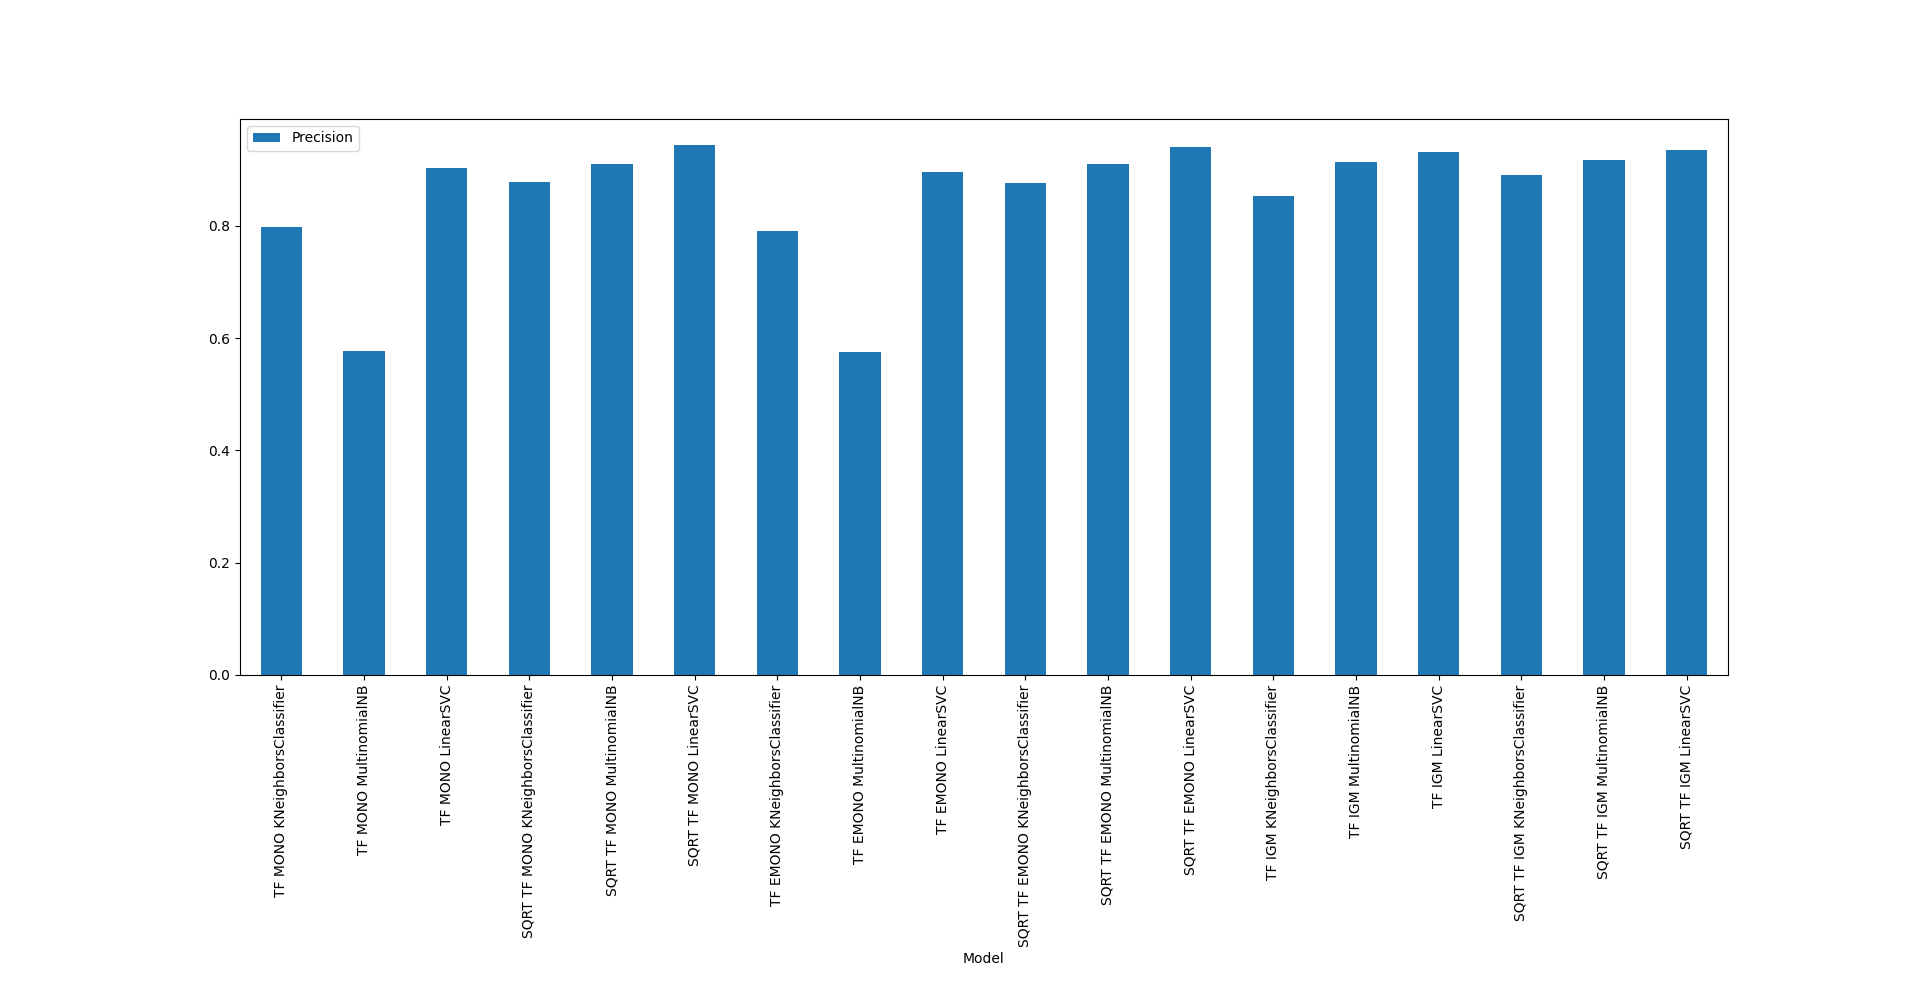 Precision
0.8
0.6
0.4
0.2
0.0
TF MONO KNeighborsClassifier
TF MONO MultinomialNB
TF MONO LinearSVC
SQRT TF MONO KNeighborsClassifier
SQRT TF MONO MultinomialNB
SQRT TF MONO LinearSVC
TF EMONO KNeighborsClassifier
TF EMONO MultinomialNB
TF EMONO LinearSVC
SQRT TF EMONO KNeighborsClassifier
SQRT TF EMONO MultinomialNB
SQRT TF EMONO LinearSVC
TF IGM KNeighborsClassifier
TF IGM MultinomialNB
TF IGM LinearSVC
SQRT TF IGM KNeighborsClassifier
SQRT TF IGM MultinomialNB
SQRT TF IGM LinearSVC
Model